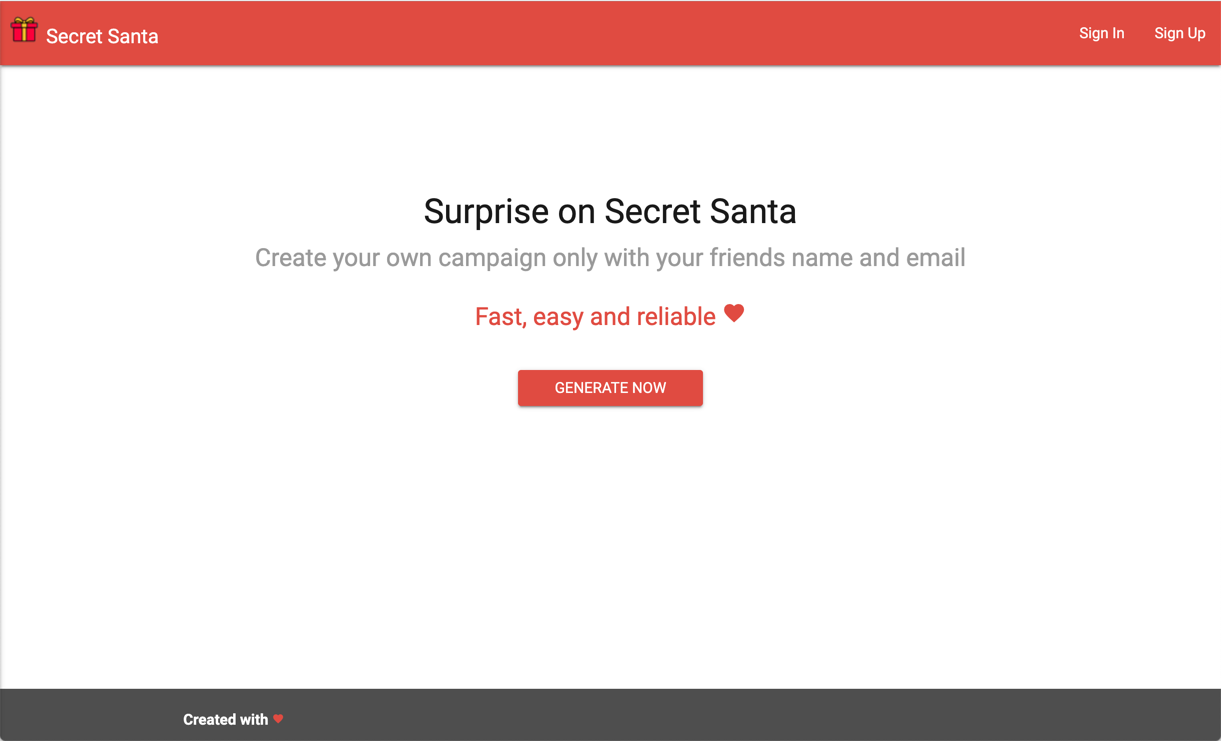 Secret Santa
Sign In
Sign Up
Surprise on Secret Santa
Create your own campaign only with your friends name and email
Fast, easy and reliable
GENERATE NOW
Created with